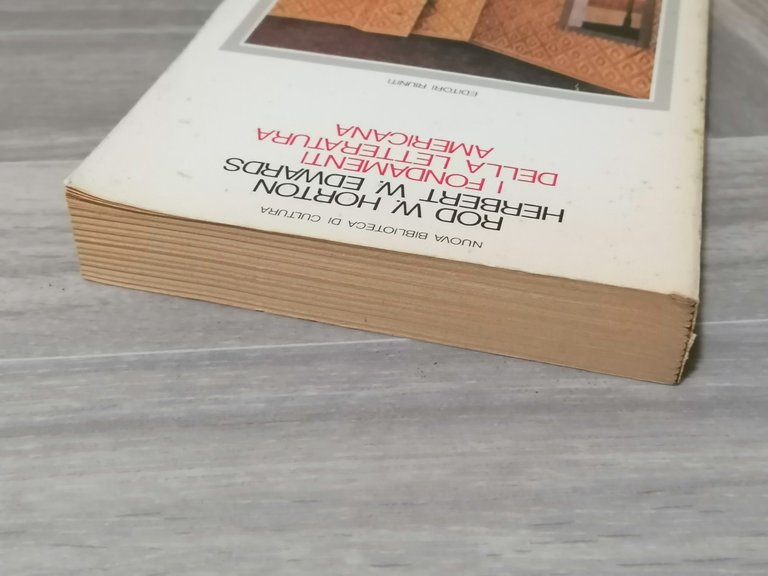 NUOVA BIBLIOTECA DI CULTURA
ROD W. HORTON
HERBERT W. EDWARDS
I FONDAMENTI
DELLA LETTERATURA
AMERICANA
EDITORI RIUNITI